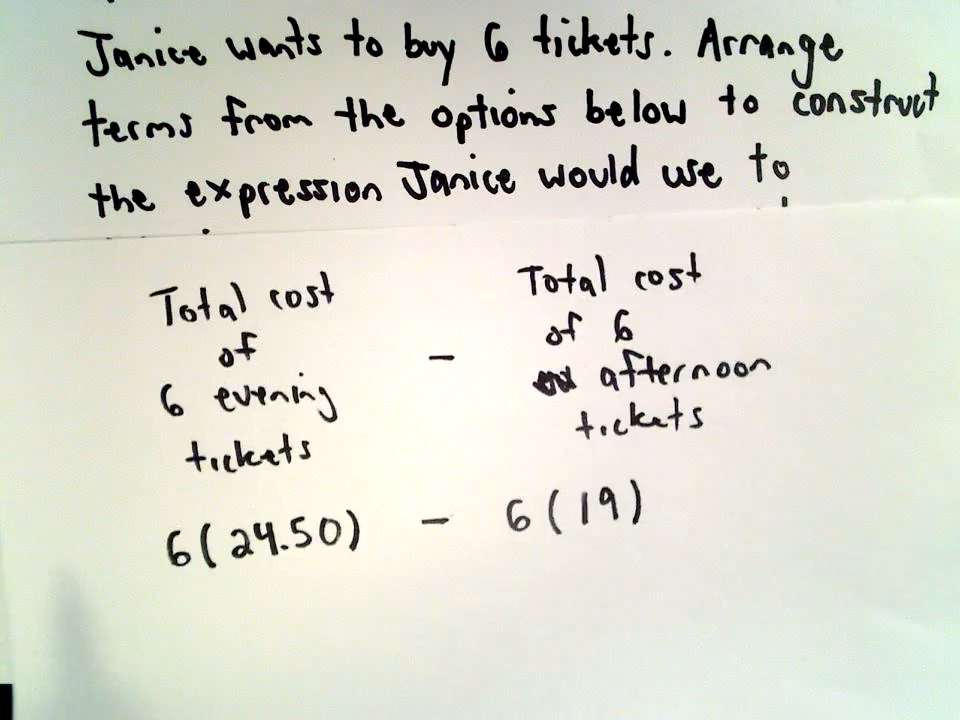 Janice wants to buy 6 tickets. Arrange
terms from the options below to construct
the expression Janice would use to
Total cost
of
6 evening
tickets
-
Total cost
of 6
afternoon
tickets
6(24.50) - 6(19)